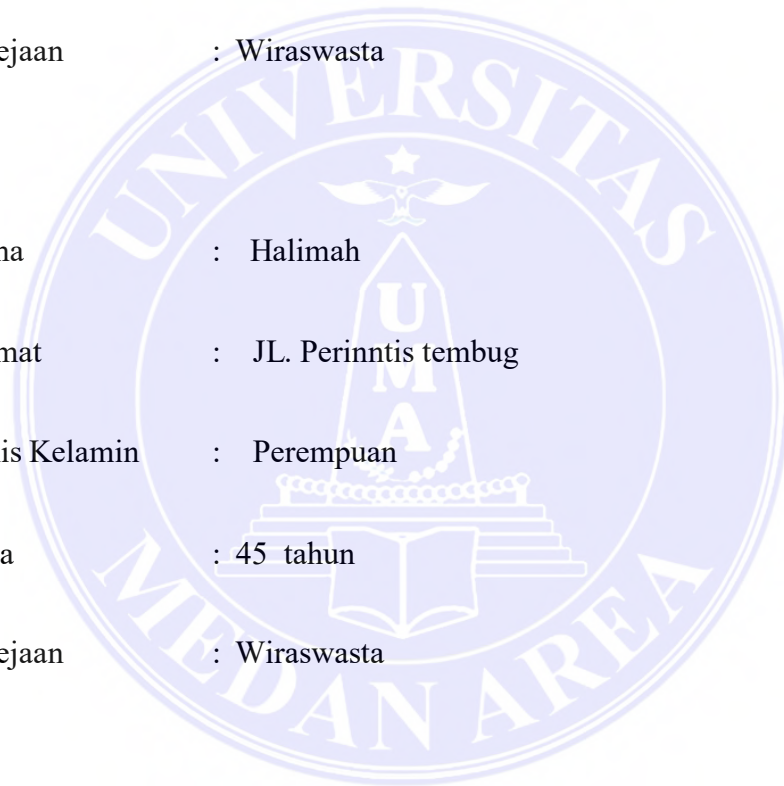 ejaan : Wiraswasta
UNIVERSITAS
na : Halimah
U
mat : JL. Perinntis tembug
M
A
is Kelamin : Perempuan
a : 45 tahun
ejaan : Wiraswasta
MEDAN AREA